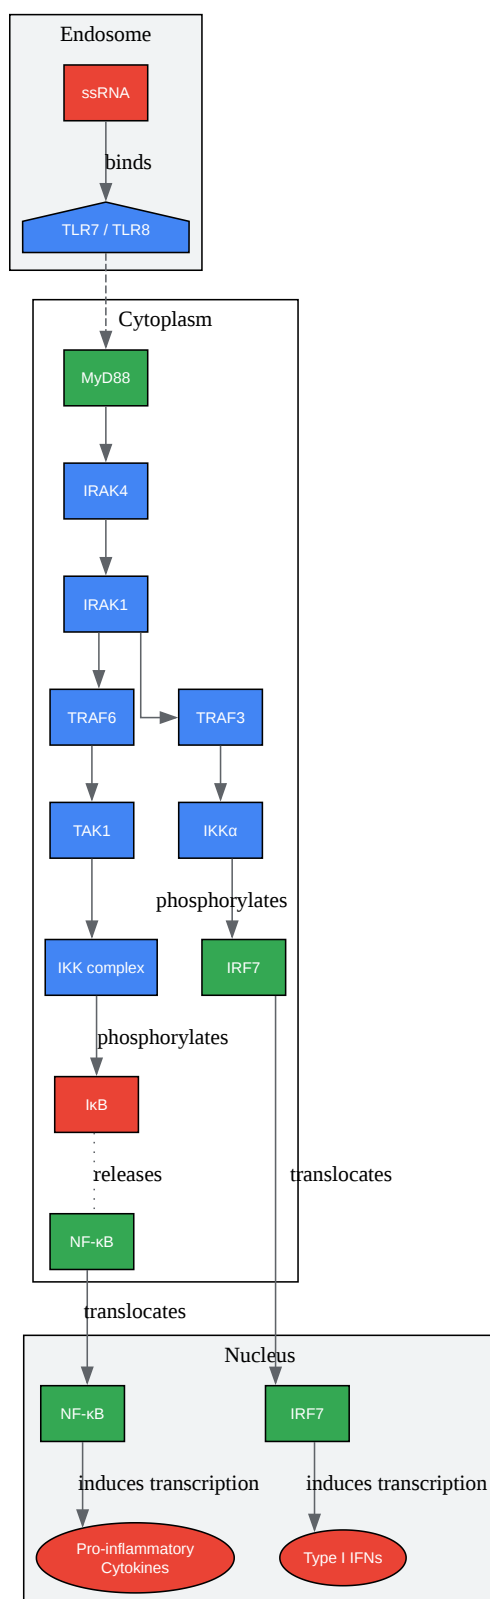 Endosome
ssRNA
binds
TLR7 / TLR8
Cytoplasm
MyD88
IRAK4
IRAK1
TRAF6
TRAF3
TAK1
IKKα
phosphorylates
IKK complex
IRF7
phosphorylates
IκB
releases
translocates
NF-κB
translocates
Nucleus
NF-κB
IRF7
induces transcription
induces transcription
Pro-inflammatory
Cytokines
Type I IFNs